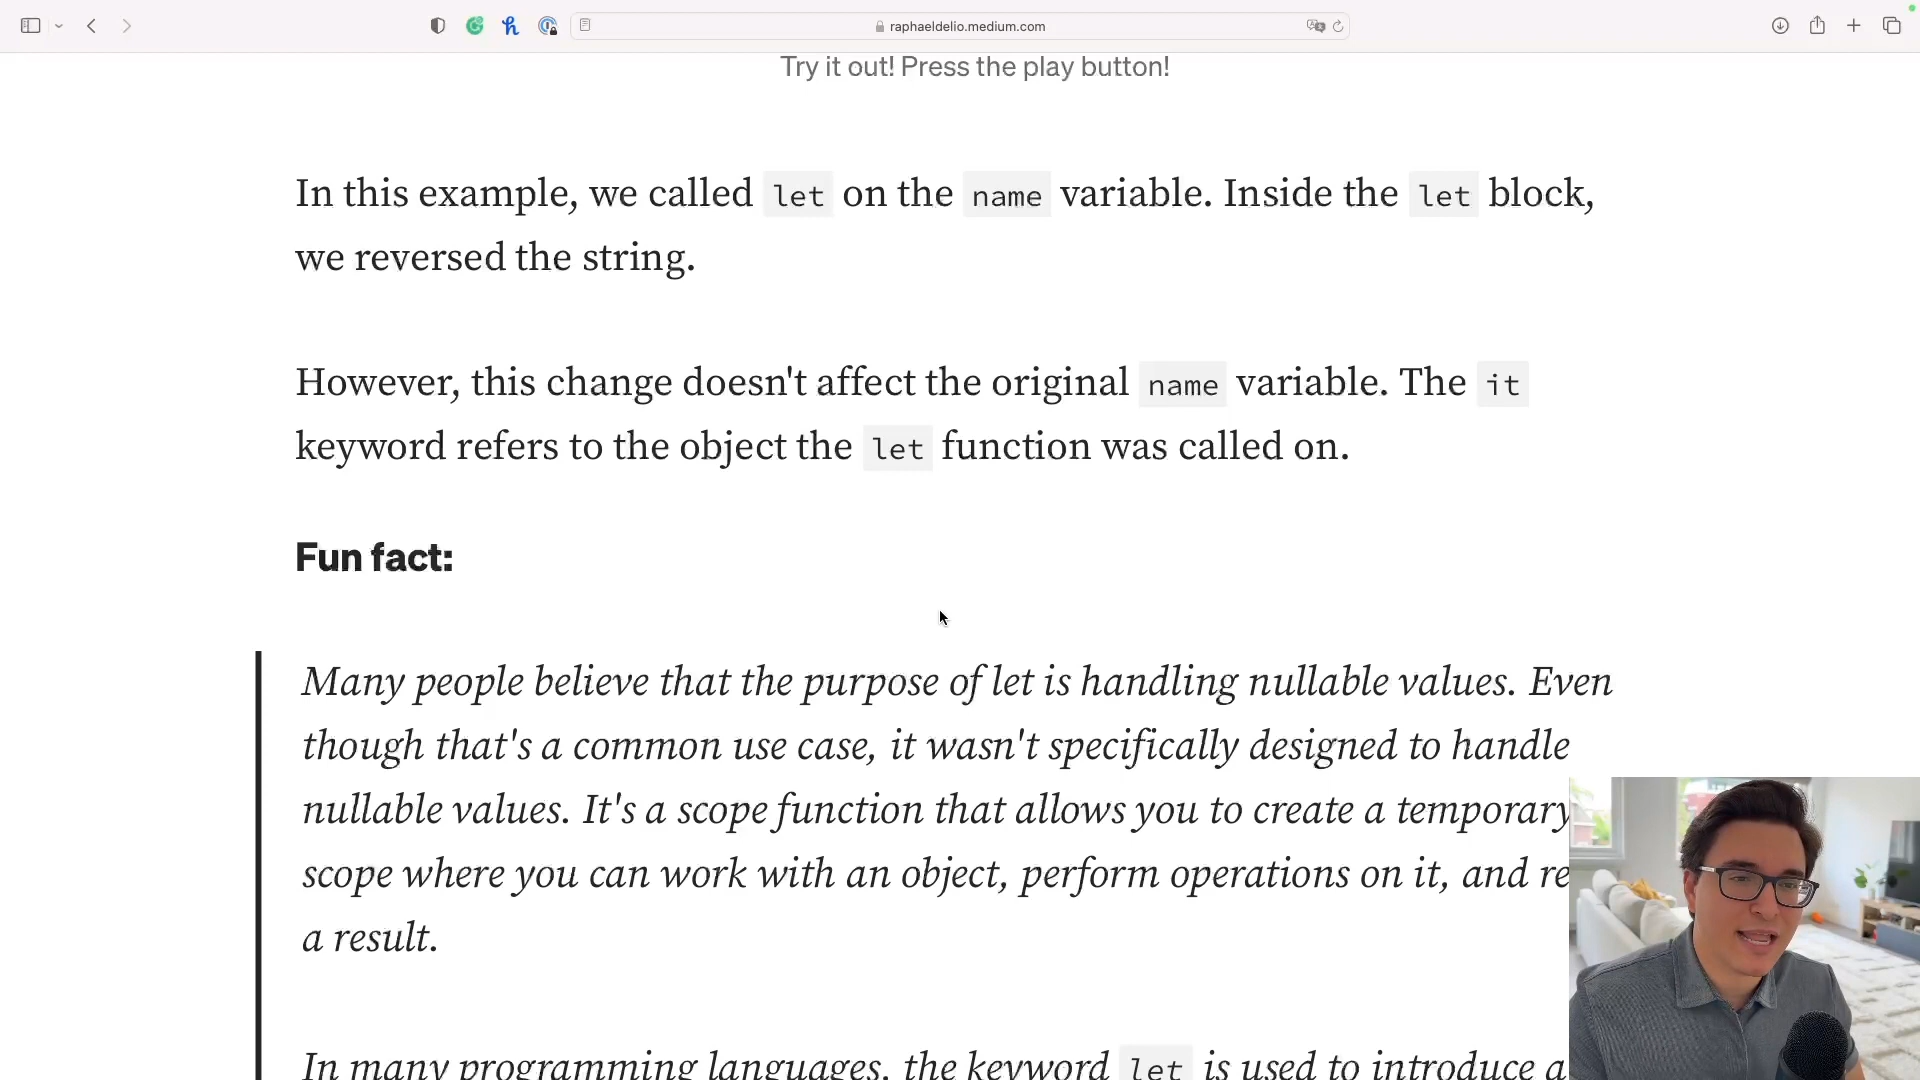 raphaeldelio.medium.com
Try it out! Press the play button!
In this example, we called let on the name variable. Inside the let block,
we reversed the string.
However, this change doesn't affect the original name variable. The it
keyword refers to the object the let function was called on.
Fun fact:
Many people believe that the purpose of let is handling nullable values. Even
though that's a common use case, it wasn't specifically designed to handle
nullable values. It's a scope function that allows you to create a temporary
scope where you can work with an object, perform operations on it, and re
a result.
In many programming languages, the keyword let is used to introduce a